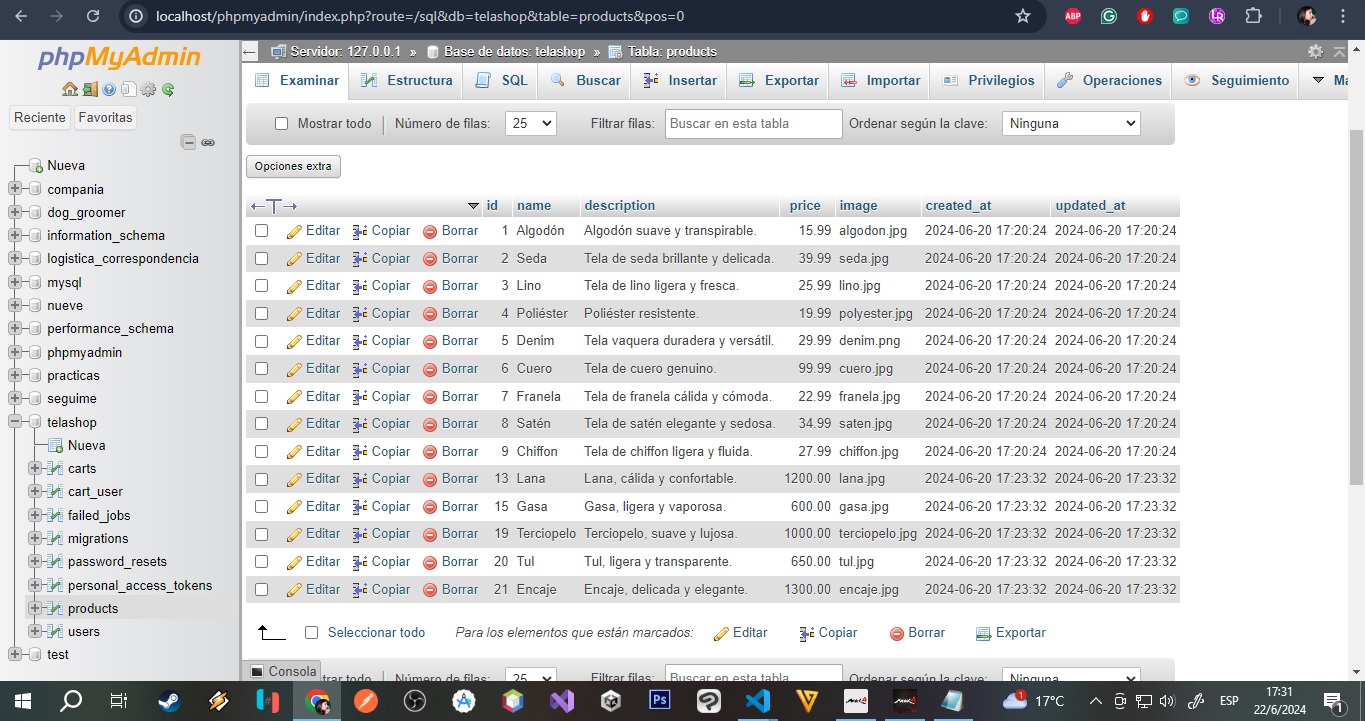 localhost/phpmyadmin/index.php?route=/sql&db=telashop&table=products&pos=0
phpMyAdmin
Reciente Favoritas
Nueva
compania
dog_groomer
information_schema
logistica_correspondencia
mysql
nueve
performance_schema
phpmyadmin
practicas
seguime
telashop
Nueva
carts
cart_user
failed_jobs
migrations
password_resets
personal_access_tokens
products
users
test
Servidor: 127.0.0.1 » Base de datos: telashop » Tabla: products
Examinar Estructura SQL Buscar Insertar Exportar Importar Privilegios Operaciones Seguimiento
Mostrar todo Número de filas: 25 Filtrar filas: Buscar en esta tabla Ordenar según la clave: Ninguna
Opciones extra
id name description price image created_at updated_at
Editar Copiar Borrar 1 Algodón Algodón suave y transpirable. 15.99 algodon.jpg 2024-06-20 17:20:24 2024-06-20 17:20:24
Editar Copiar Borrar 2 Seda Tela de seda brillante y delicada. 39.99 seda.jpg 2024-06-20 17:20:24 2024-06-20 17:20:24
Editar Copiar Borrar 3 Lino Tela de lino ligera y fresca. 25.99 lino.jpg 2024-06-20 17:20:24 2024-06-20 17:20:24
Editar Copiar Borrar 4 Poliéster Poliéster resistente. 19.99 polyester.jpg 2024-06-20 17:20:24 2024-06-20 17:20:24
Editar Copiar Borrar 5 Denim Tela vaquera duradera y versátil. 29.99 denim.png 2024-06-20 17:20:24 2024-06-20 17:20:24
Editar Copiar Borrar 6 Cuero Tela de cuero genuino. 99.99 cuero.jpg 2024-06-20 17:20:24 2024-06-20 17:20:24
Editar Copiar Borrar 7 Franela Tela de franela cálida y cómoda. 22.99 franela.jpg 2024-06-20 17:20:24 2024-06-20 17:20:24
Editar Copiar Borrar 8 Satén Tela de satén elegante y sedosa. 34.99 saten.jpg 2024-06-20 17:20:24 2024-06-20 17:20:24
Editar Copiar Borrar 9 Chiffon Tela de chiffon ligera y fluida. 27.99 chiffon.jpg 2024-06-20 17:20:24 2024-06-20 17:20:24
Editar Copiar Borrar 13 Lana Lana, cálida y confortable. 1200.00 lana.jpg 2024-06-20 17:23:32 2024-06-20 17:23:32
Editar Copiar Borrar 15 Gasa Gasa, ligera y vaporosa. 600.00 gasa.jpg 2024-06-20 17:23:32 2024-06-20 17:23:32
Editar Copiar Borrar 19 Terciopelo Terciopelo, suave y lujosa. 1000.00 terciopelo.jpg 2024-06-20 17:23:32 2024-06-20 17:23:32
Editar Copiar Borrar 20 Tul Tul, ligera y transparente. 650.00 tul.jpg 2024-06-20 17:23:32 2024-06-20 17:23:32
Editar Copiar Borrar 21 Encaje Encaje, delicada y elegante. 1300.00 encaje.jpg 2024-06-20 17:23:32 2024-06-20 17:23:32
Seleccionar todo Para los elementos que están marcados: Editar Copiar Borrar Exportar
Consola
Número de filas: 25 Filtrar filas: Buscar en esta tabla Ordenar según la clave: Ninguna
17°C ESP 17:31
22/6/2024